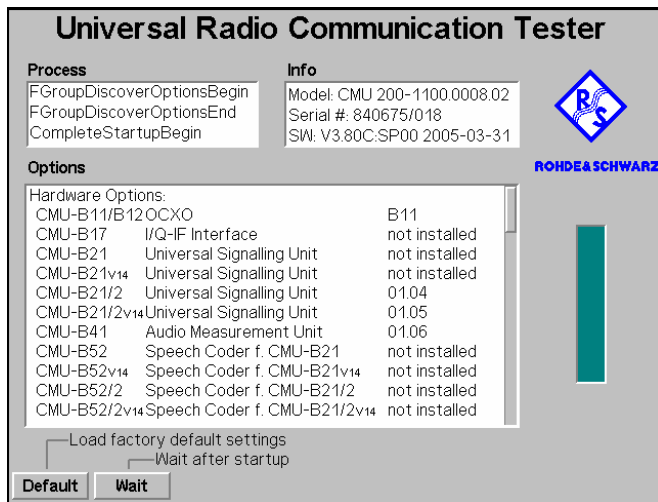 Universal Radio Communication Tester
Process
FGroupDiscoverOptionsBegin
FGroupDiscoverOptionsEnd
CompleteStartupBegin
Info
Model: CMU 200-1100.0008.02
Serial #: 840675/018
SW: V3.80C:SP00 2005-03-31
R S
ROHDE&SCHWARZ
Options
Hardware Options:
CMU-B11/B12 OCXO B11
CMU-B17 I/Q-IF Interface not installed
CMU-B21 Universal Signalling Unit not installed
CMU-B21v14 Universal Signalling Unit not installed
CMU-B21/2 Universal Signalling Unit 01.04
CMU-B21/2v14 Universal Signalling Unit 01.05
CMU-B41 Audio Measurement Unit 01.06
CMU-B52 Speech Coder f. CMU-B21 not installed
CMU-B52v14 Speech Coder f. CMU-B21v14 not installed
CMU-B52/2 Speech Coder f. CMU-B21/2 not installed
CMU-B52/2v14 Speech Coder f. CMU-B21/2v14 not installed
Load factory default settings
Wait after startup
Default Wait